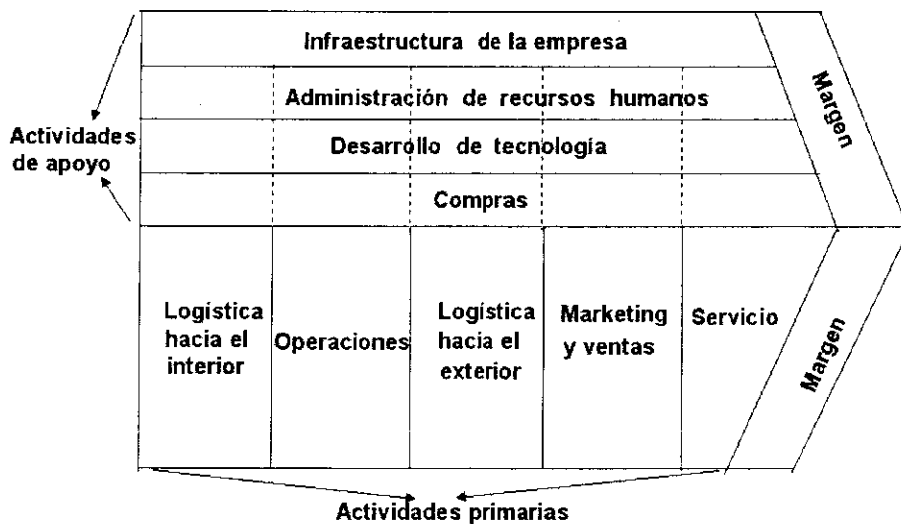 Infraestructura de la empresa
Administración de recursos humanos
Desarrollo de tecnología
Compras
Margen
Actividades
de apoyo
Logística
hacia el
interior
Operaciones
Logística
hacia el
exterior
Marketing
y ventas
Servicio
Margen
Actividades primarias